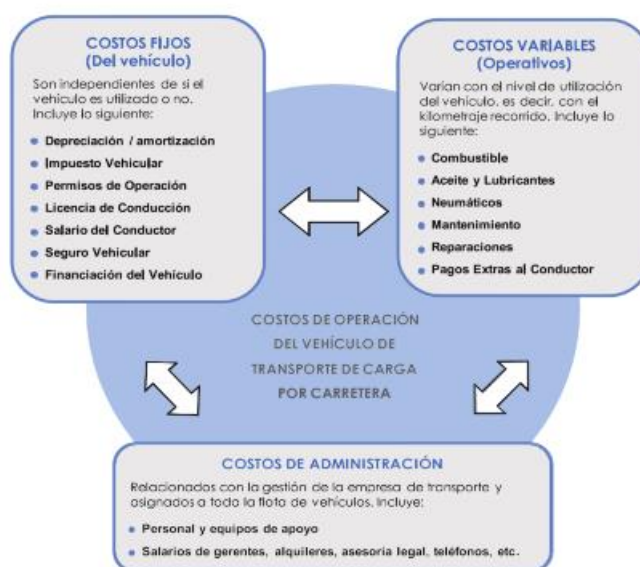 COSTOS FIJOS
(Del vehículo)
Son independientes de si el
vehículo es utilizado o no.
Incluye lo siguiente:
Depreciación / amortización
Impuesto Vehicular
Permisos de Operación
Licencia de Conducción
Salario del Conductor
Seguro Vehicular
Financiación del Vehículo
COSTOS VARIABLES
(Operativos)
Varían con el nivel de utilización
del vehículo, es decir, con el
kilometraje recorrido. Incluye lo
siguiente:
Combustible
Aceite y Lubricantes
Neumáticos
Mantenimiento
Reparaciones
Pagos Extras al Conductor
COSTOS DE OPERACIÓN
DEL VEHÍCULO DE
TRANSPORTE DE CARGA
POR CARRETERA
COSTOS DE ADMINISTRACIÓN
Relacionados con la gestión de la empresa de transporte y
asignados a toda la flota de vehículos. Incluye:
Personal y equipos de apoyo
Salarios de gerentes, alquileres, asesoría legal, teléfonos, etc.